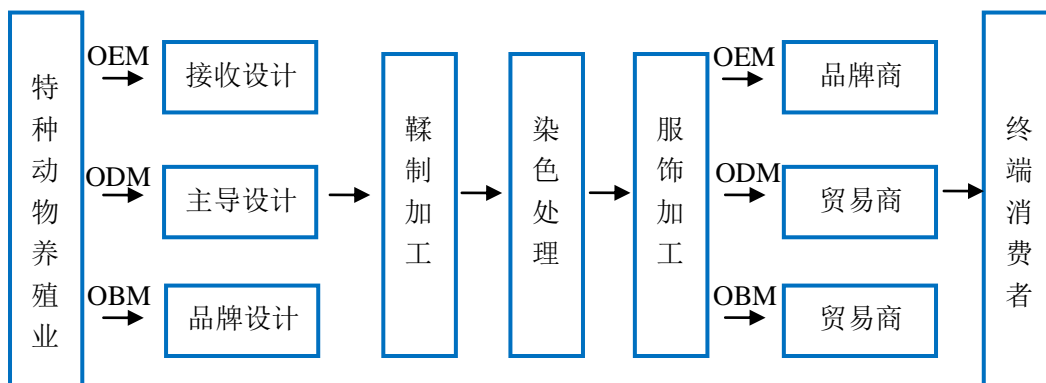 特种动物养殖业
OEM
接收设计
ODM
主导设计
OBM
品牌设计
鞣制加工
染色处理
服饰加工
OEM
品牌商
ODM
贸易商
OBM
贸易商
终端消费者